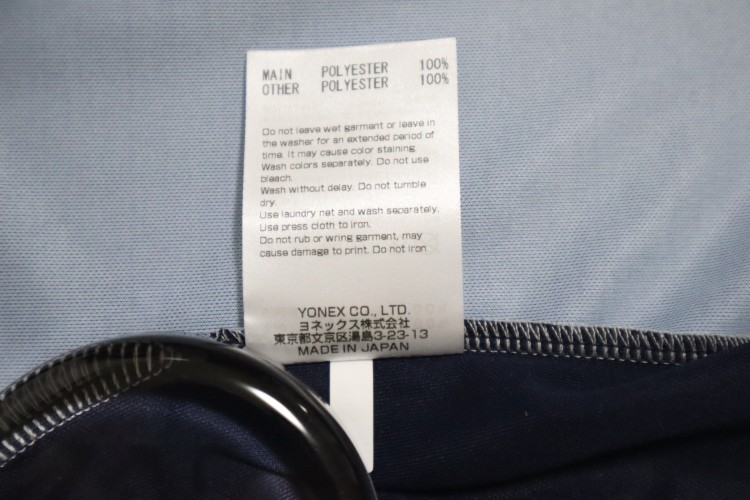 MAIN POLYESTER 100%
OTHER POLYESTER 100%
Do not leave wet garment or leave in
the washer for an extended period of
time. It may cause color staining.
Wash colors separately. Do not use
bleach.
Wash without delay. Do not tumble
dry.
Use laundry net and wash separately.
Use press cloth to iron.
Do not rub or wring garment, may
cause damage to print. Do not iron
YONEX CO., LTD.
ヨネックス株式会社
東京都文京区湯島3-23-13
MADE IN JAPAN